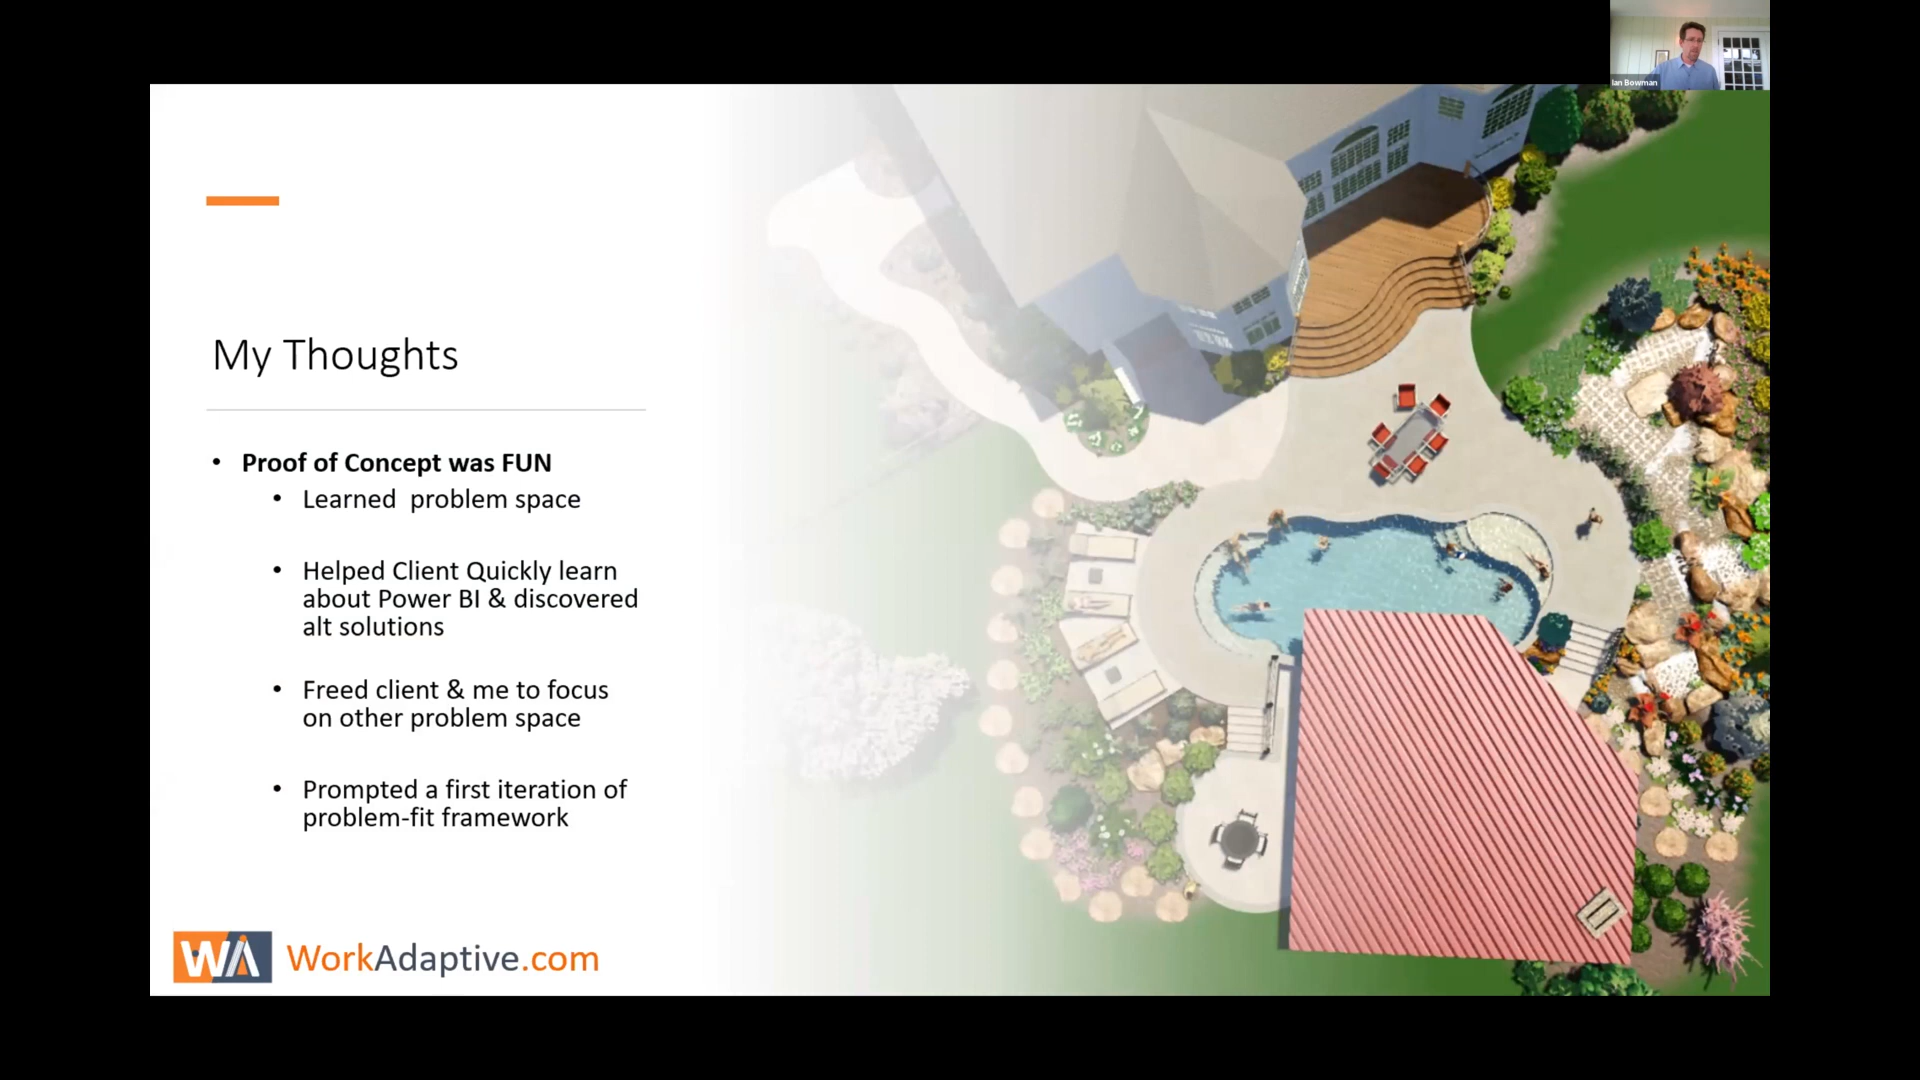 Ian Bowman
My Thoughts
• Proof of Concept was FUN
• Learned  problem space
• Helped Client Quickly learn
about Power BI & discovered
alt solutions
• Freed client & me to focus
on other problem space
• Prompted a first iteration of
problem-fit framework
WA WorkAdaptive.com